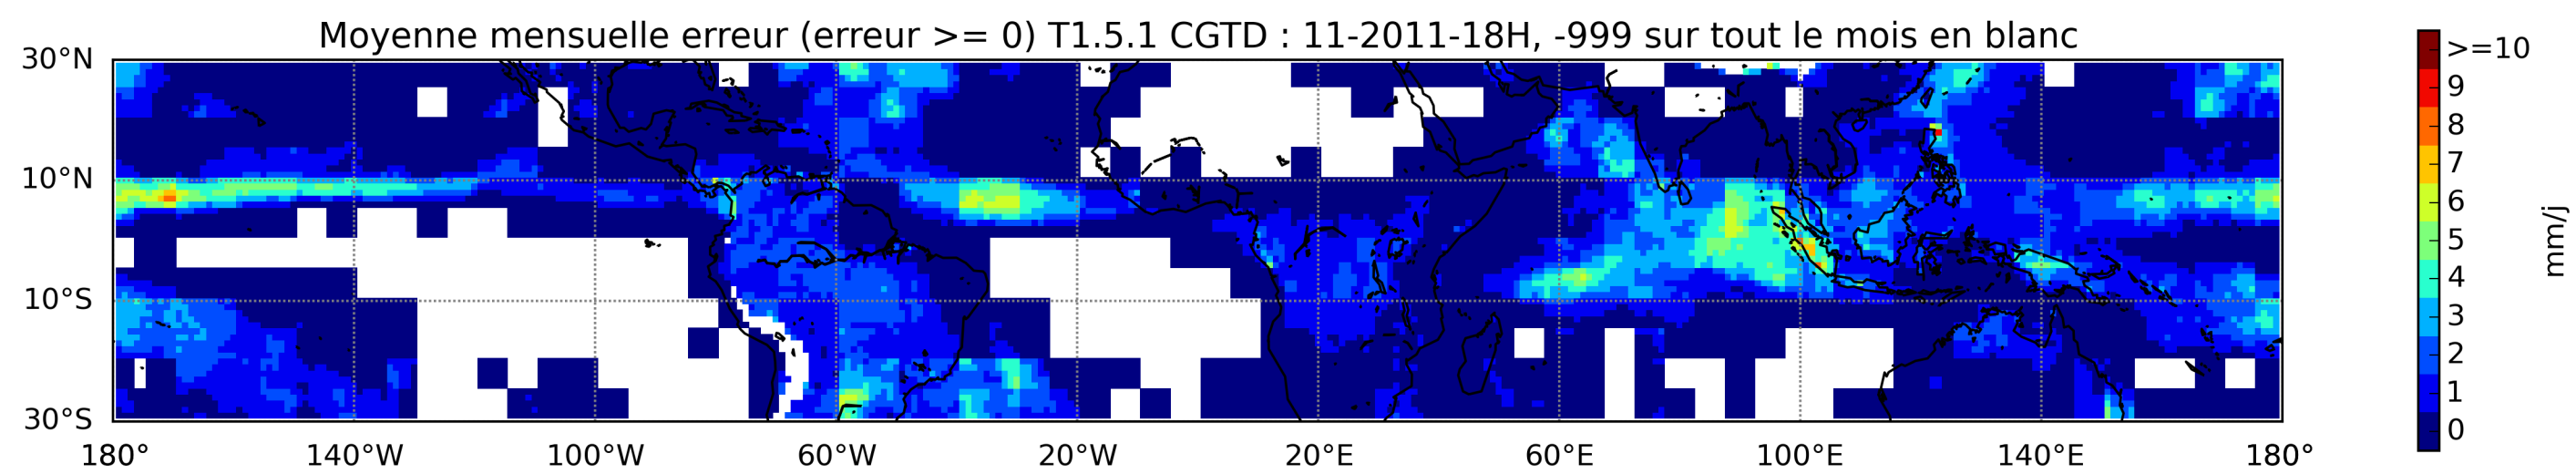 Moyenne mensuelle erreur (erreur >= 0) T1.5.1 CGTD : 11-2011-18H, -999 sur tout le mois en blanc
30°N
10°N
10°S
30°S
180°
140°W
100°W
60°W
20°W
20°E
60°E
100°E
140°E
180°
>=10
9
8
7
6
5
4
3
2
1
0
mm/j